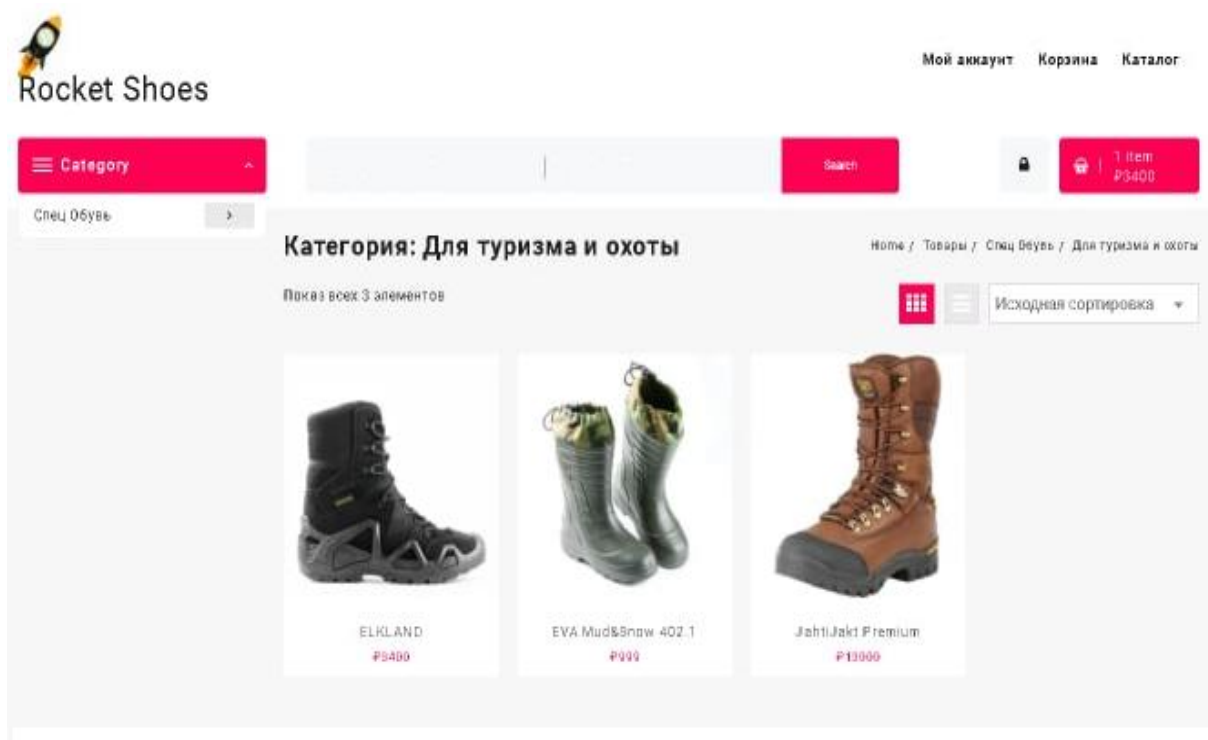 Мой аккаунт Корзина Каталог
Rocket Shoes
Category
Search
1 item
₽3400
Спец Обувь
Категория: Для туризма и охоты
Home / Товары / Спец Обувь / Для туризма и охоты
Показ всех 3 элементов
Исходная сортировка
ELKLAND
EVA Mud&Snow 402.1
JahtiJakt Premium
₽3400
₽999